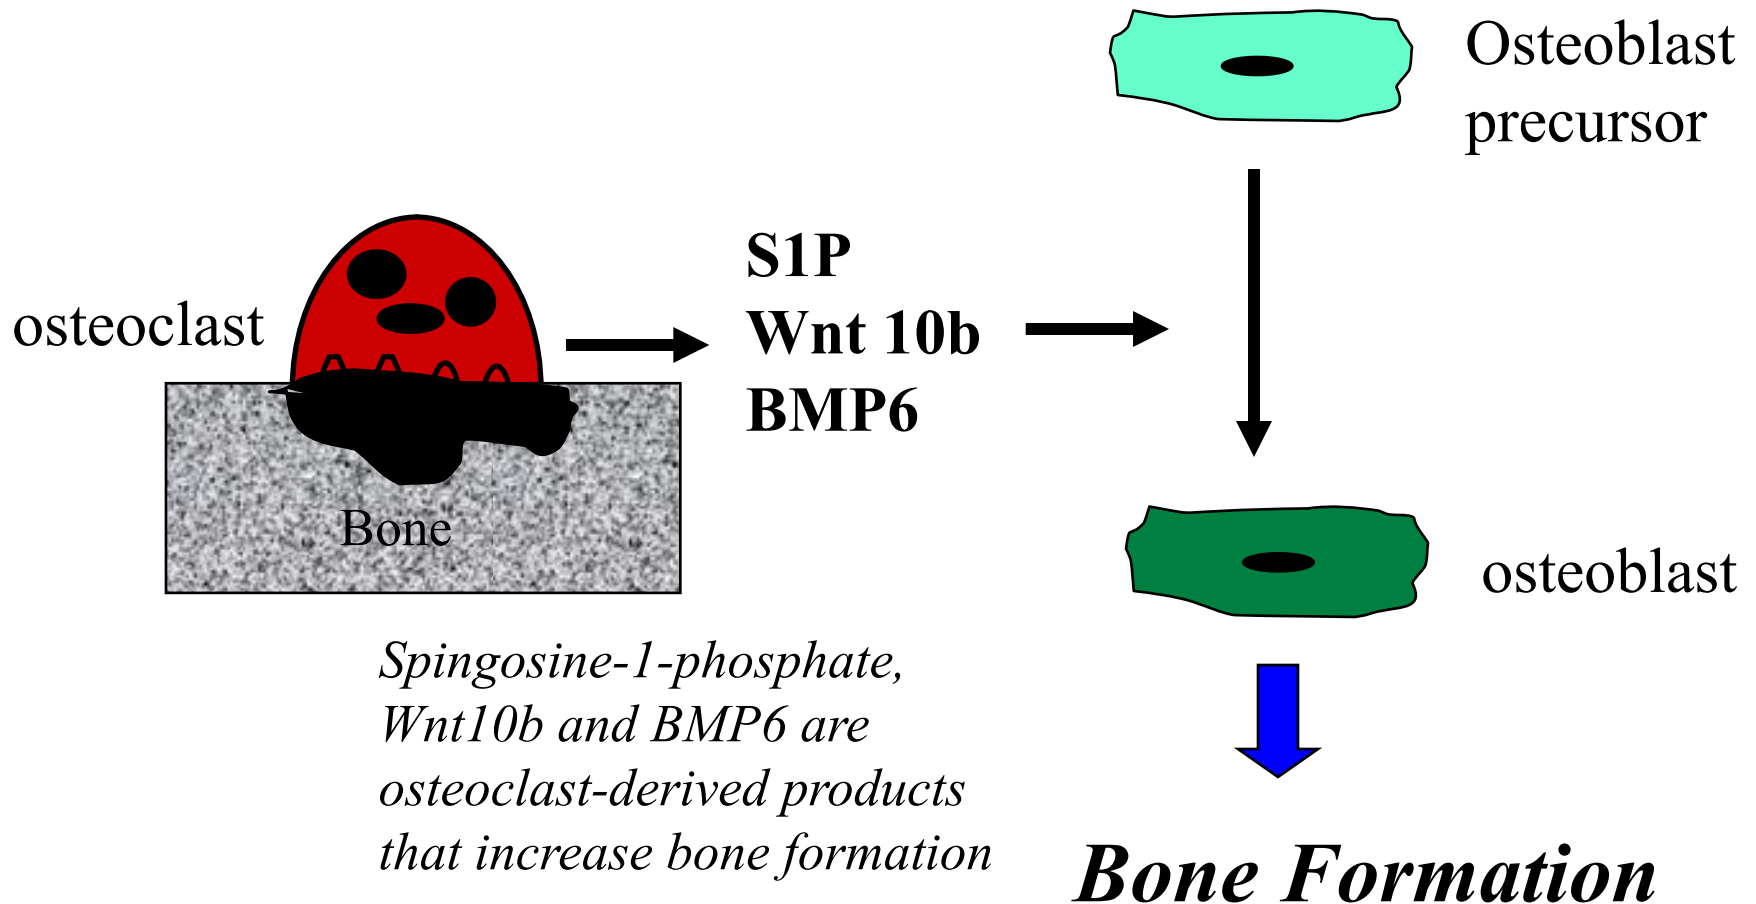 Osteoblast
precursor
osteoclast
S1P
Wnt 10b
BMP6
Bone
osteoblast
Spingosine-1-phosphate,
Wnt10b and BMP6 are
osteoclast-derived products
that increase bone formation
Bone Formation